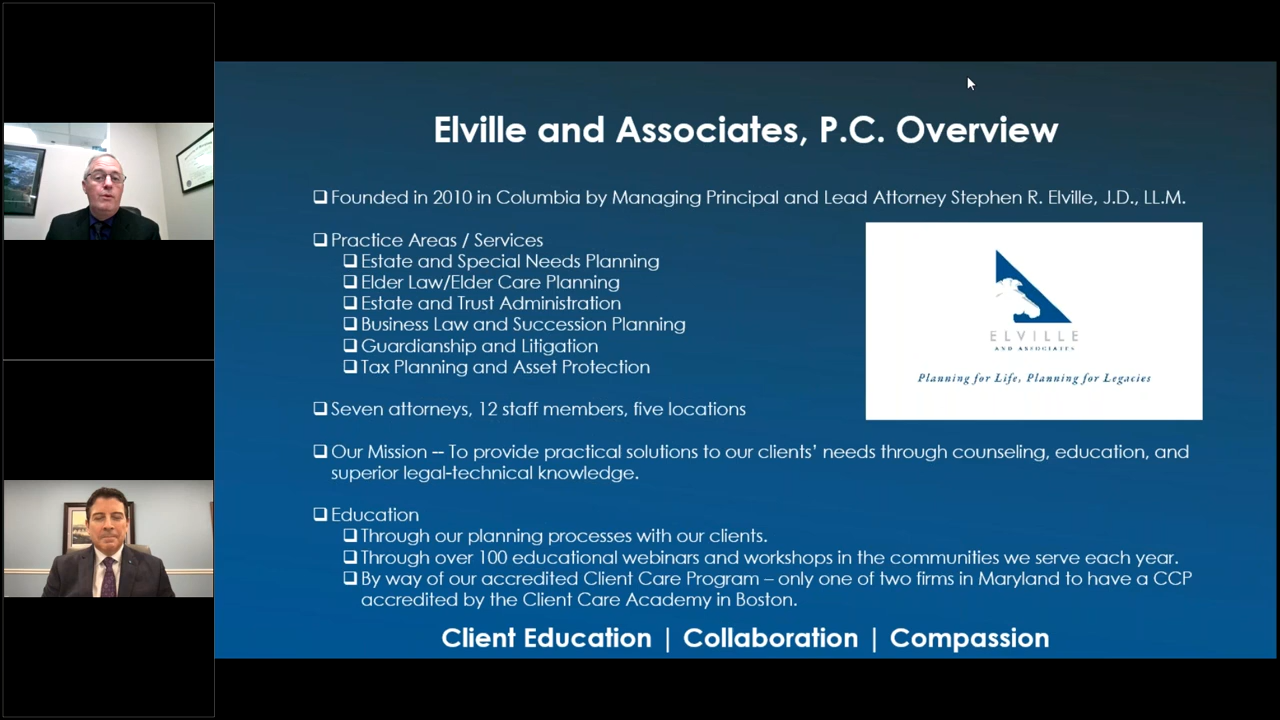 Elville and Associates, P.C. Overview
❑Founded in 2010 in Columbia by Managing Principal and Lead Attorney Stephen R. Elville, J.D., LL.M.
❑Practice Areas / Services
❑Estate and Special Needs Planning
❑Elder Law/Elder Care Planning
❑Estate and Trust Administration
❑Business Law and Succession Planning
❑Guardianship and Litigation
❑Tax Planning and Asset Protection
ELVILLE
AND ASSOCIATES
Planning for Life, Planning for Legacies
❑Seven attorneys, 12 staff members, five locations
❑Our Mission -- To provide practical solutions to our clients’ needs through counseling, education, and
superior legal-technical knowledge.
❑Education
❑Through our planning processes with our clients.
❑Through over 100 educational webinars and workshops in the communities we serve each year.
❑By way of our accredited Client Care Program – only one of two firms in Maryland to have a CCP
accredited by the Client Care Academy in Boston.
Client Education | Collaboration | Compassion